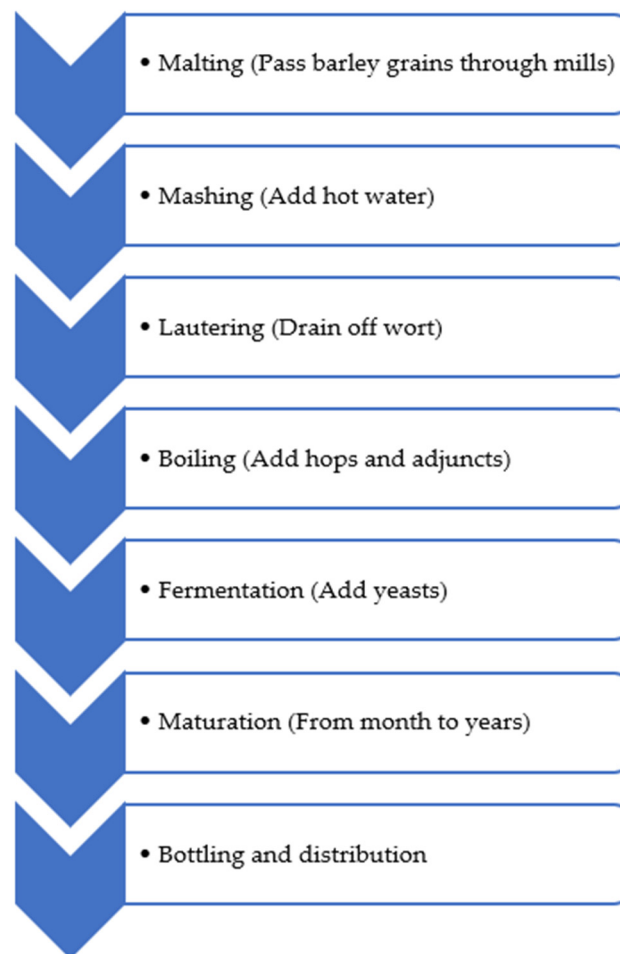 • Malting (Pass barley grains through mills)
• Mashing (Add hot water)
• Lautering (Drain off wort)
• Boiling (Add hops and adjuncts)
• Fermentation (Add yeasts)
• Maturation (From month to years)
• Bottling and distribution